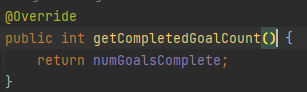 @Override
public int getCompletedGoalCount() {
    return numGoalsComplete;
}